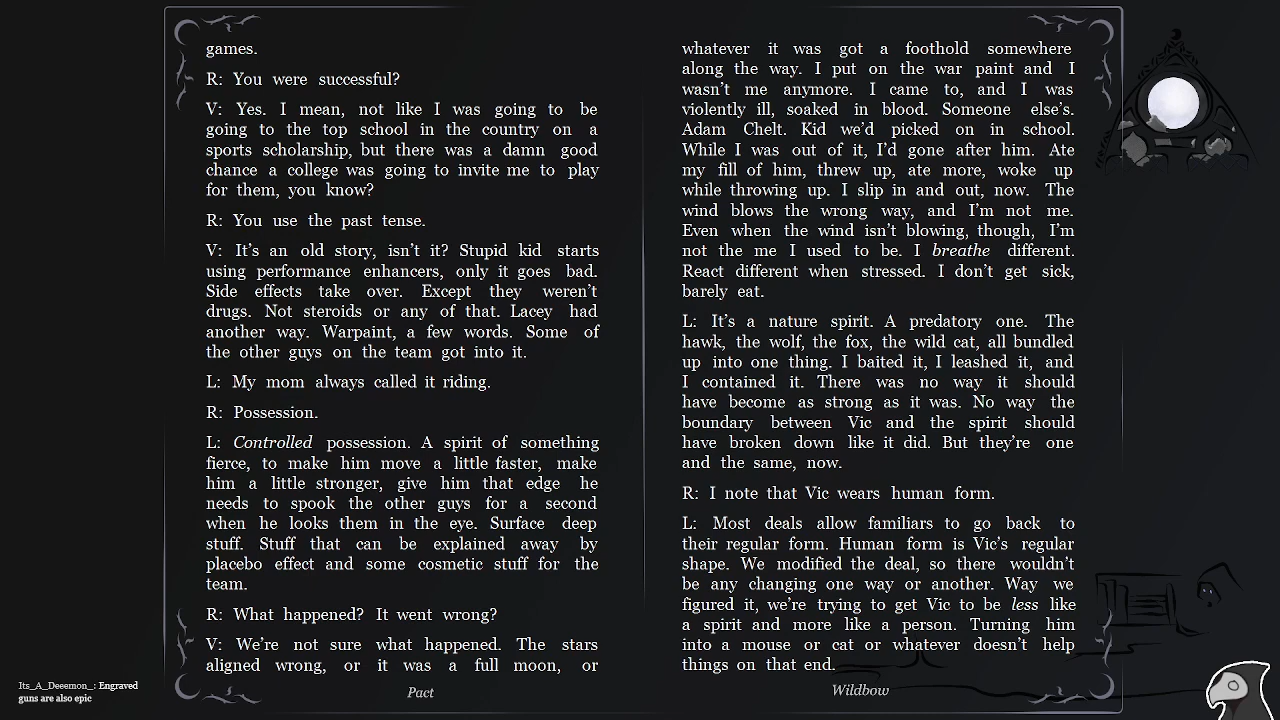 games.
R: You were successful?
V: Yes. I mean, not like I was going to be
going to the top school in the country on a
sports scholarship, but there was a damn good
chance a college was going to invite me to play
for them, you know?
R: You use the past tense.
V: It's an old story, isn't it? Stupid kid starts
using performance enhancers, only it goes bad.
Side effects take over. Except they weren't
drugs. Not steroids or any of that. Lacey had
another way. Warpaint, a few words. Some of
the other guys on the team got into it.
L: My mom always called it riding.
R: Possession.
L: Controlled possession. A spirit of something
fierce, to make him move a little faster, make
him a little stronger, give him that edge he
needs to spook the other guys for a second
when he looks them in the eye. Surface deep
stuff. Stuff that can be explained away by
placebo effect and some cosmetic stuff for the
team.
R: What happened? It went wrong?
V: We're not sure what happened. The stars
aligned wrong, or it was a full moon, or
whatever it was got a foothold somewhere
along the way. I put on the war paint and I
wasn't me anymore. I came to, and I was
violently ill, soaked in blood. Someone else's.
Adam Chelt. Kid we'd picked on in school.
While I was out of it, I'd gone after him. Ate
my fill of him, threw up, ate more, woke up
while throwing up. I slip in and out, now. The
wind blows the wrong way, and I'm not me.
Even when the wind isn't blowing, though, I'm
not the me I used to be. I breathe different.
React different when stressed. I don't get sick,
barely eat.
L: It's a nature spirit. A predatory one. The
hawk, the wolf, the fox, the wild cat, all bundled
up into one thing. I baited it, I leashed it, and
I contained it. There was no way it should
have become as strong as it was. No way the
boundary between Vic and the spirit should
have broken down like it did. But they're one
and the same, now.
R: I note that Vic wears human form.
L: Most deals allow familiars to go back to
their regular form. Human form is Vic's regular
shape. We modified the deal, so there wouldn't
be any changing one way or another. Way we
figured it, we're trying to get Vic to be less like
a spirit and more like a person. Turning him
into a mouse or cat or whatever doesn't help
things on that end.
Pact
Wildbow
Its_A_Deeemon_: Engraved
guns are also epic